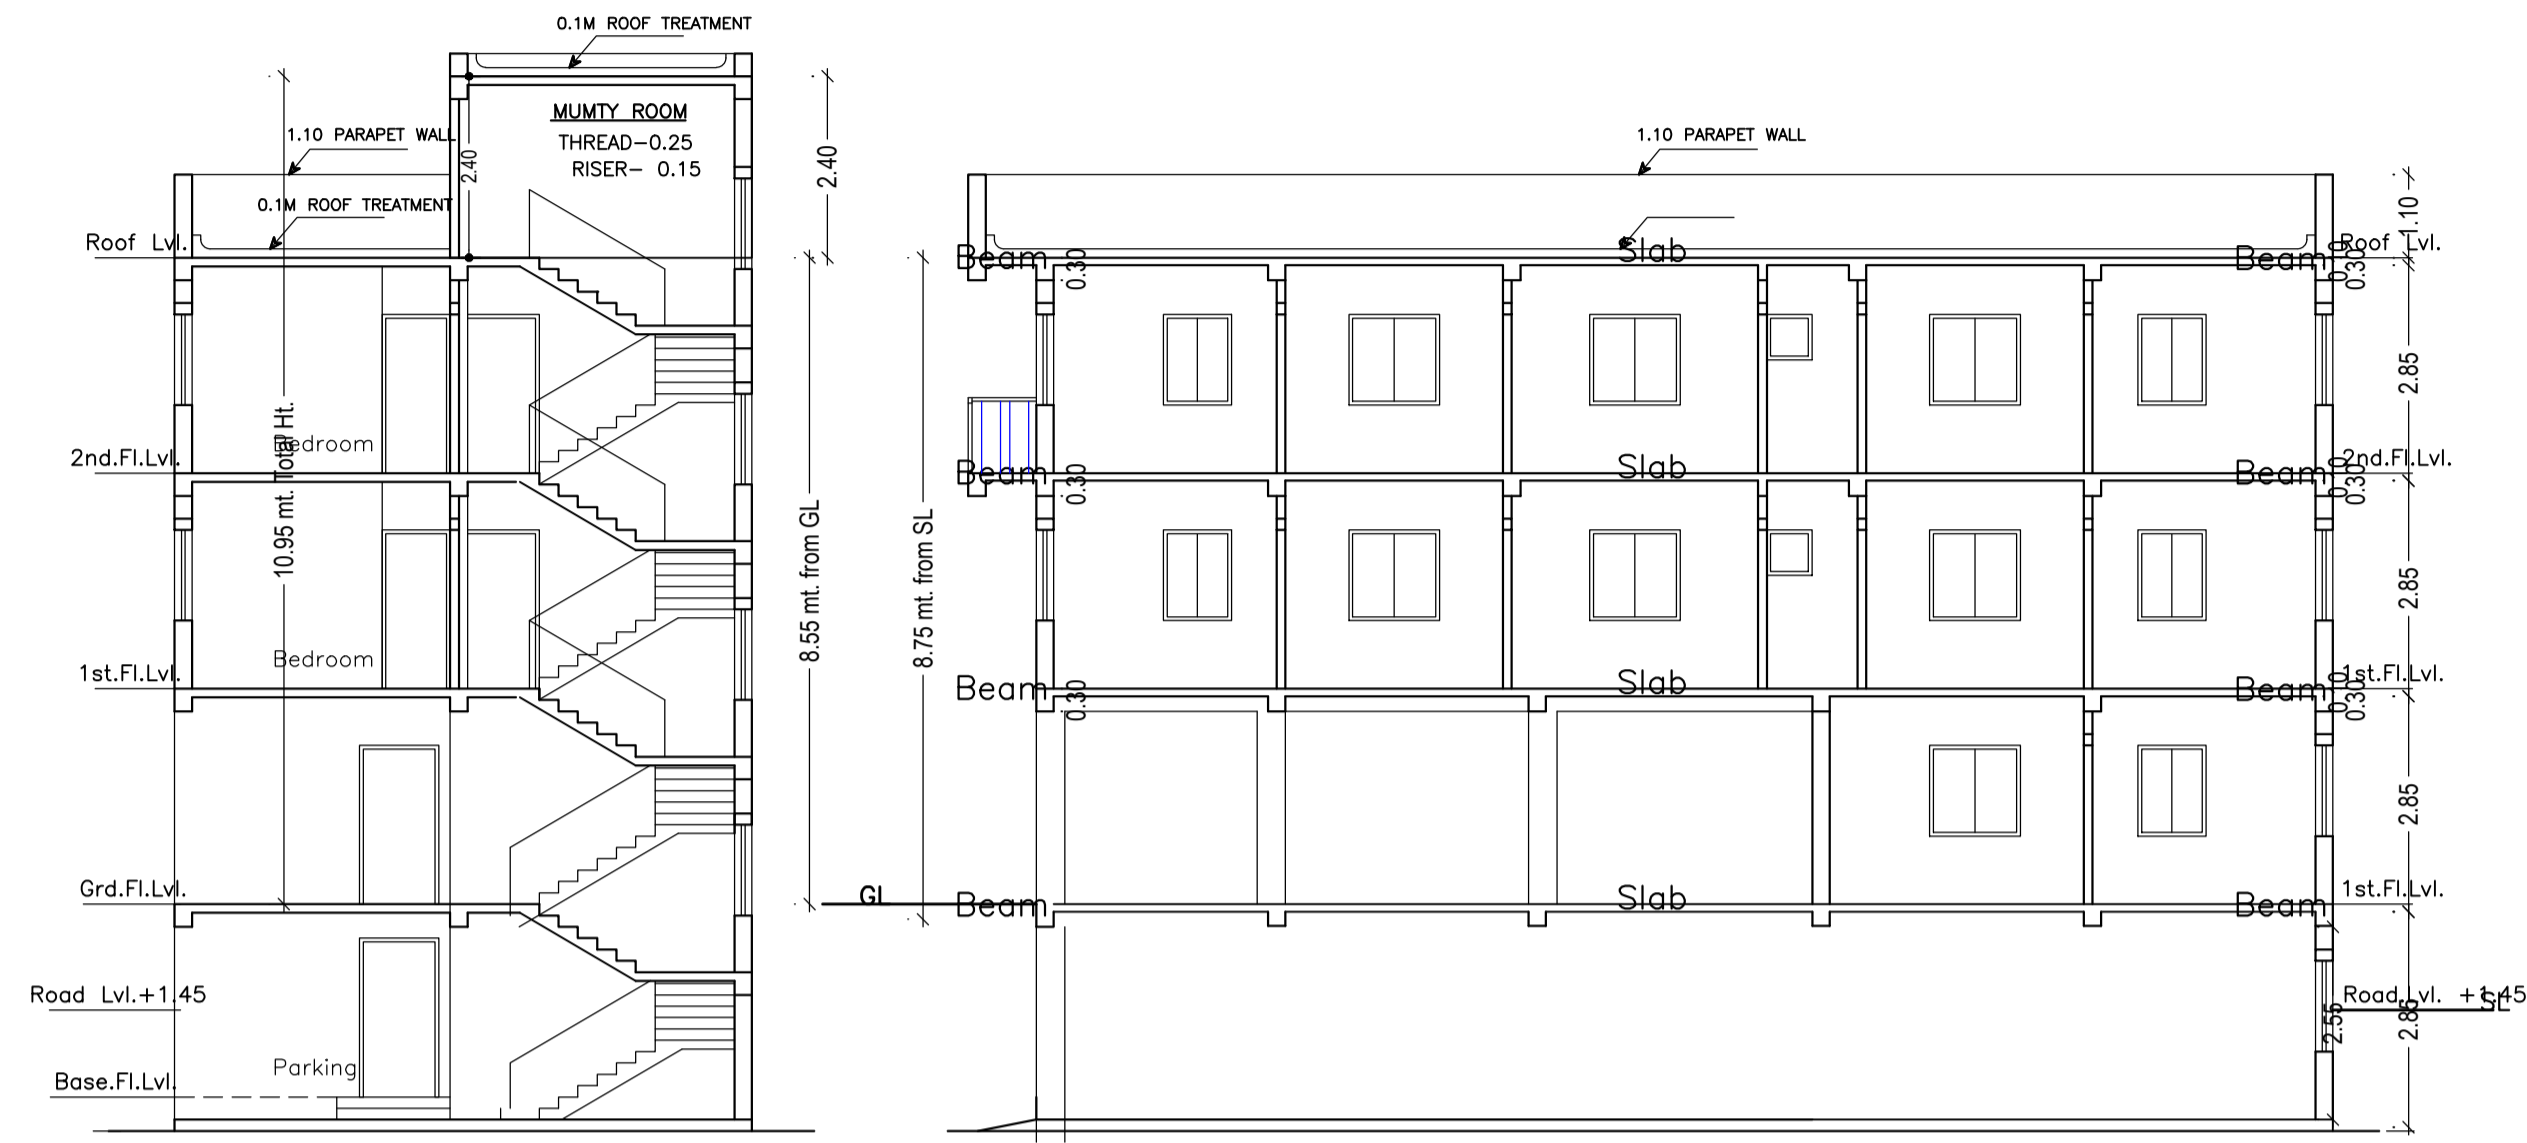 0.1M ROOF TREATMENT
MUMTY ROOM
THREAD-0.25
RISER- 0.15
2.40
2.40
1.10 PARAPET WALL
0.1M ROOF TREATMENT
Roof Lvl.
10.95 mt. Total Ht.
Bedroom
2nd.Fl.Lvl.
Bedroom
1st.Fl.Lvl.
Grd.Fl.Lvl.
Road Lvl.+1.45
Parking
Base.Fl.Lvl.
8.55 mt. from GL
8.75 mt. from SL
GL
1.10 PARAPET WALL
1.10
Beam
0.30
Slab
Beam
0.30
Roof Lvl.
2.85
Beam
0.30
Slab
Beam
0.10
0.30
2nd.Fl.Lvl.
2.85
Beam
0.30
Slab
Beam
0.10
0.30
1st.Fl.Lvl.
2.85
Beam
Slab
Beam
1st.Fl.Lvl.
Road Lvl. +1.45
SL
2.55
2.85